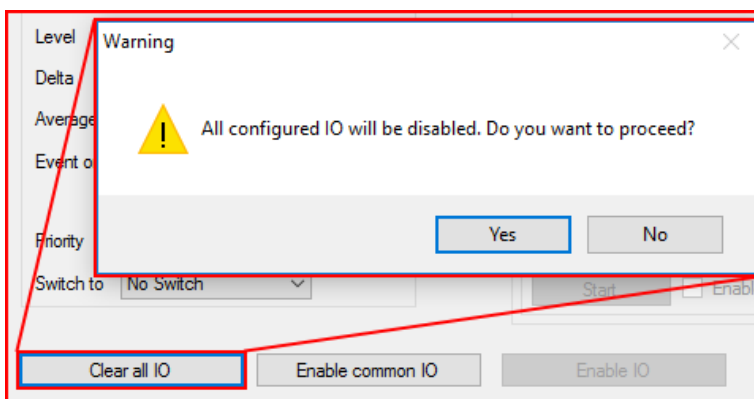 Level
Warning
Delta
Average
All configured IO will be disabled. Do you want to proceed?
Event o
Yes
No
Priority
Switch to
No Switch
Start
Enabl
Clear all IO
Enable common IO
Enable IO